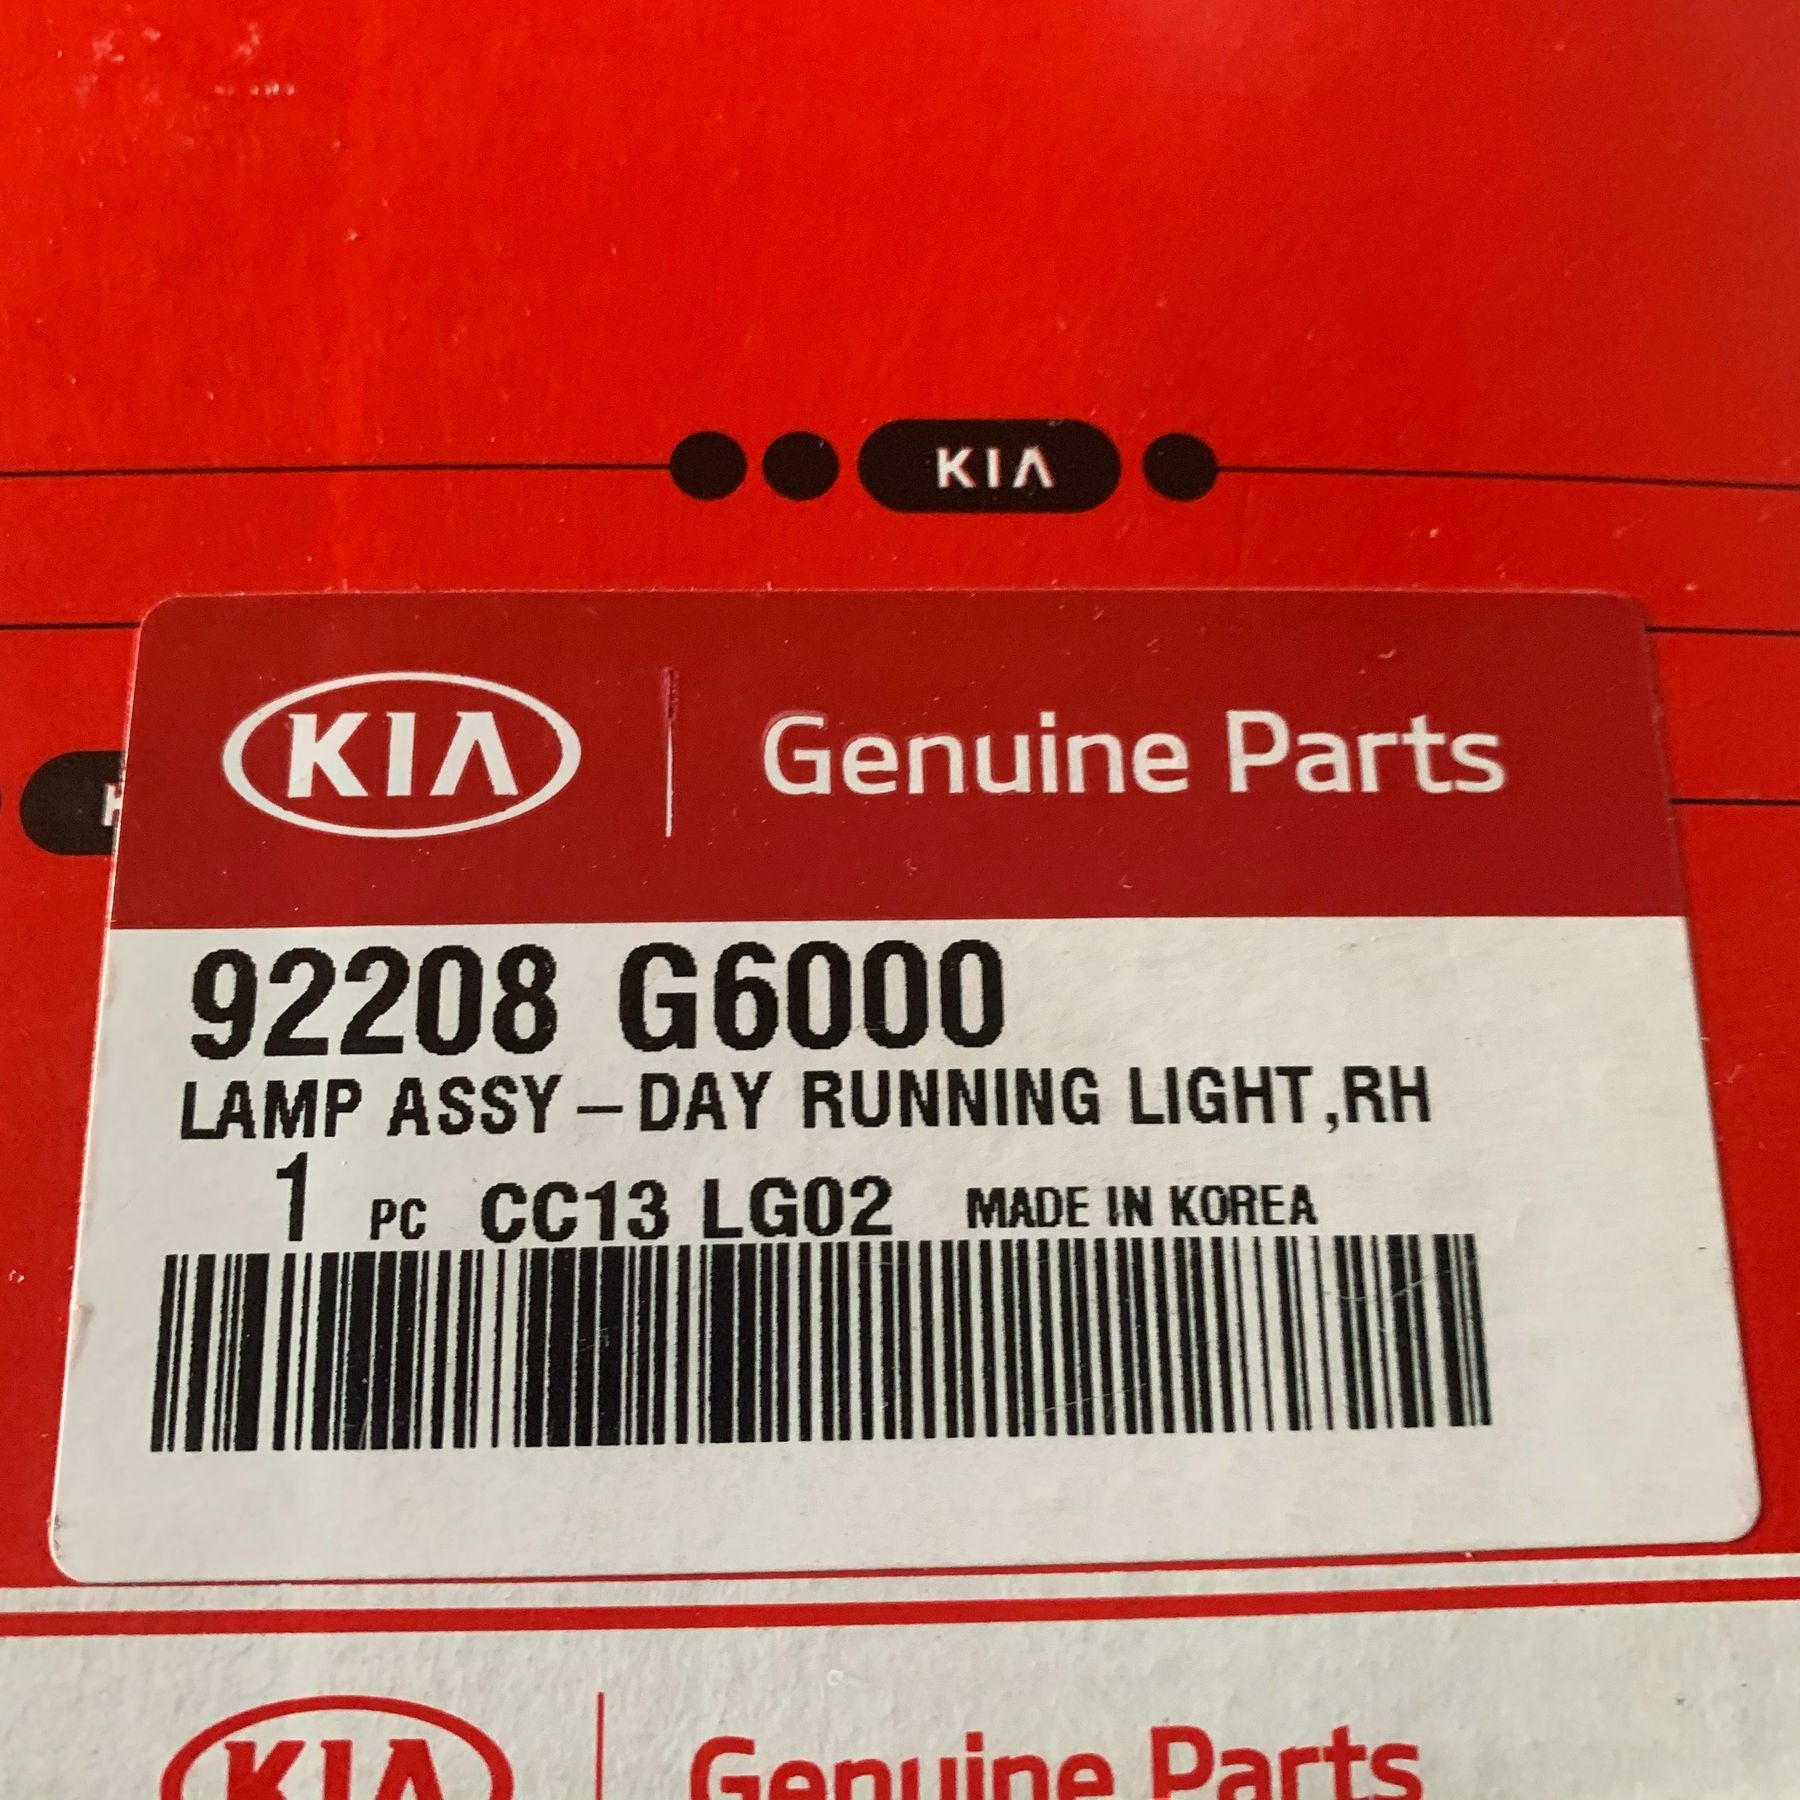 KIA
KIA Genuine Parts
92208 G6000
LAMP ASSY-DAY RUNNING LIGHT,RH
1 PC CC13 LG02 MADE IN KOREA
KIA Genuine Parts